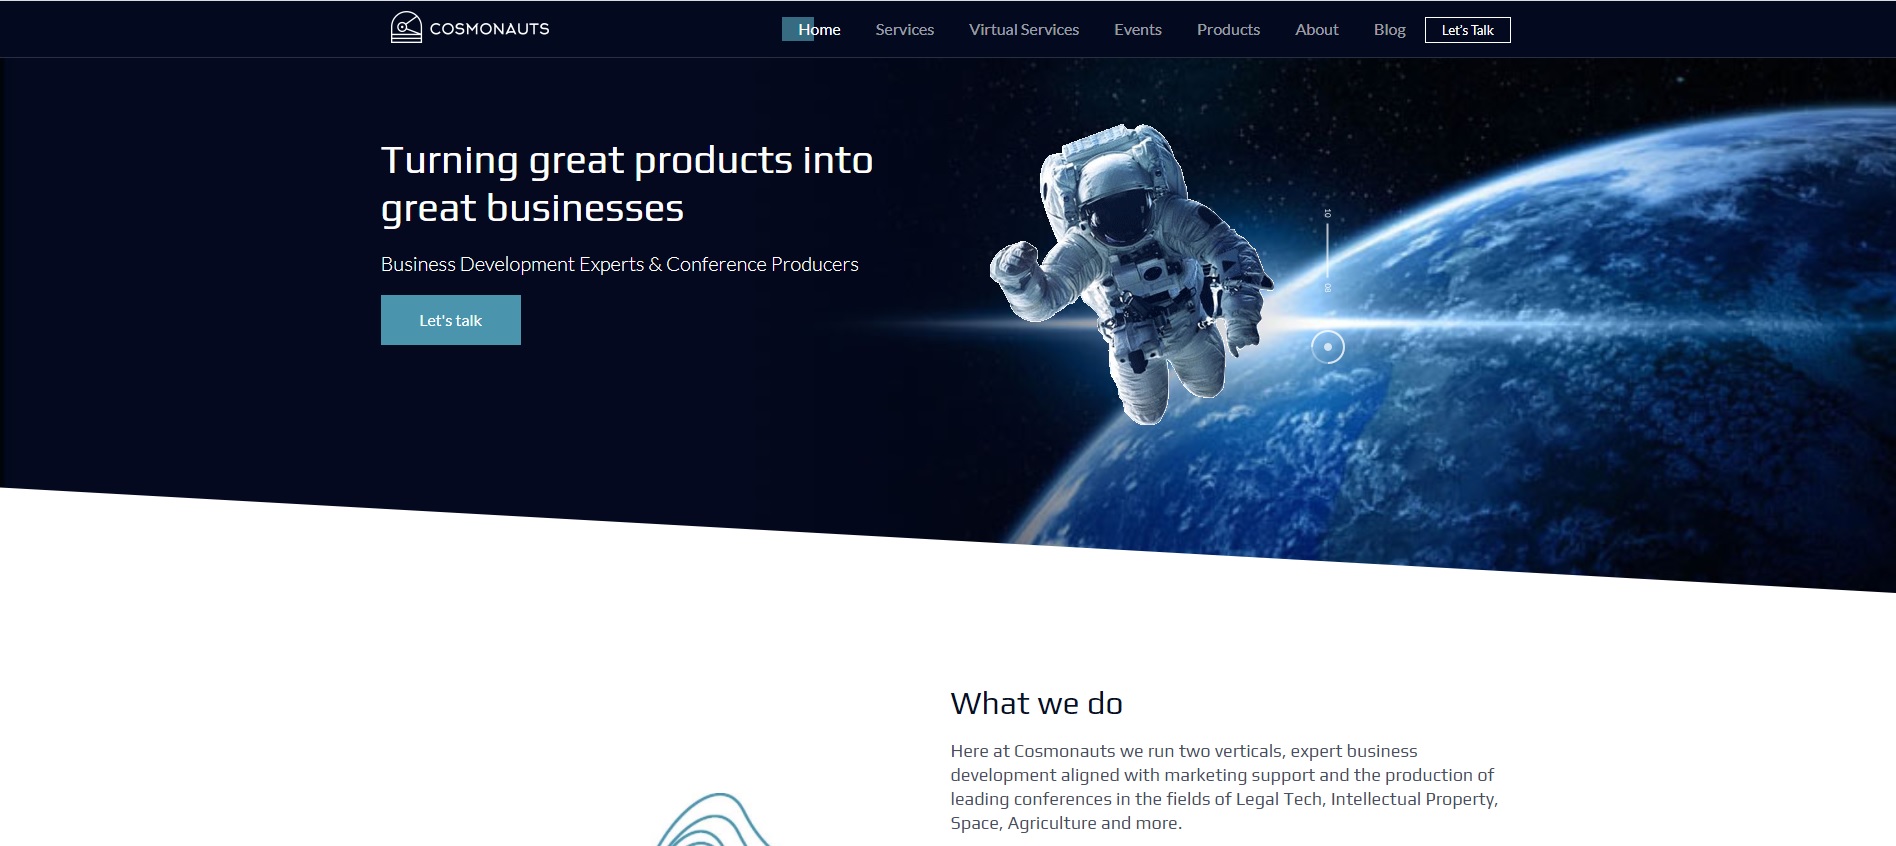 COSMONAUTS
Home Services Virtual Services Events Products About Blog Let's Talk
Turning great products into
great businesses
Business Development Experts & Conference Producers
Let's talk
What we do
Here at Cosmonauts we run two verticals, expert business
development aligned with marketing support and the production of
leading conferences in the fields of Legal Tech, Intellectual Property,
Space, Agriculture and more.